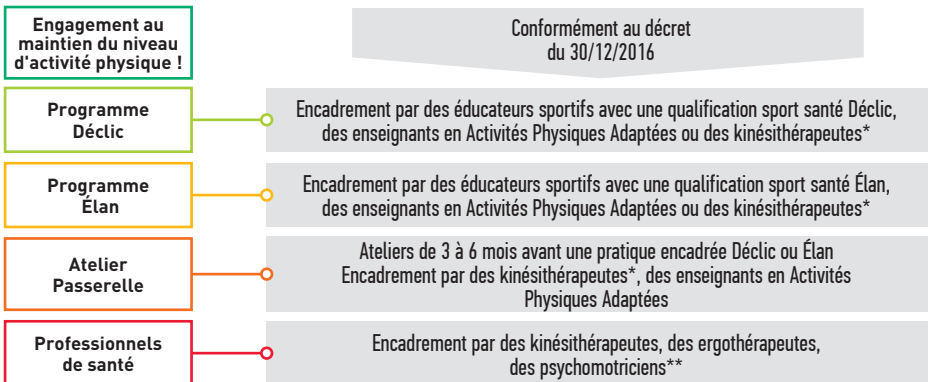 Engagement au
maintien du niveau
d'activité physique !
Conformément au décret
du 30/12/2016
Programme
Déclic
Encadrement par des éducateurs sportifs avec une qualification sport santé Déclic,
des enseignants en Activités Physiques Adaptées ou des kinésithérapeutes*
Programme
Élan
Encadrement par des éducateurs sportifs avec une qualification sport santé Élan,
des enseignants en Activités Physiques Adaptées ou des kinésithérapeutes*
Atelier
Passerelle
Ateliers de 3 à 6 mois avant une pratique encadrée Déclic ou Élan
Encadrement par des kinésithérapeutes*, des enseignants en Activités
Physiques Adaptées
Professionnels
de santé
Encadrement par des kinésithérapeutes, des ergothérapeutes,
des psychomotriciens**